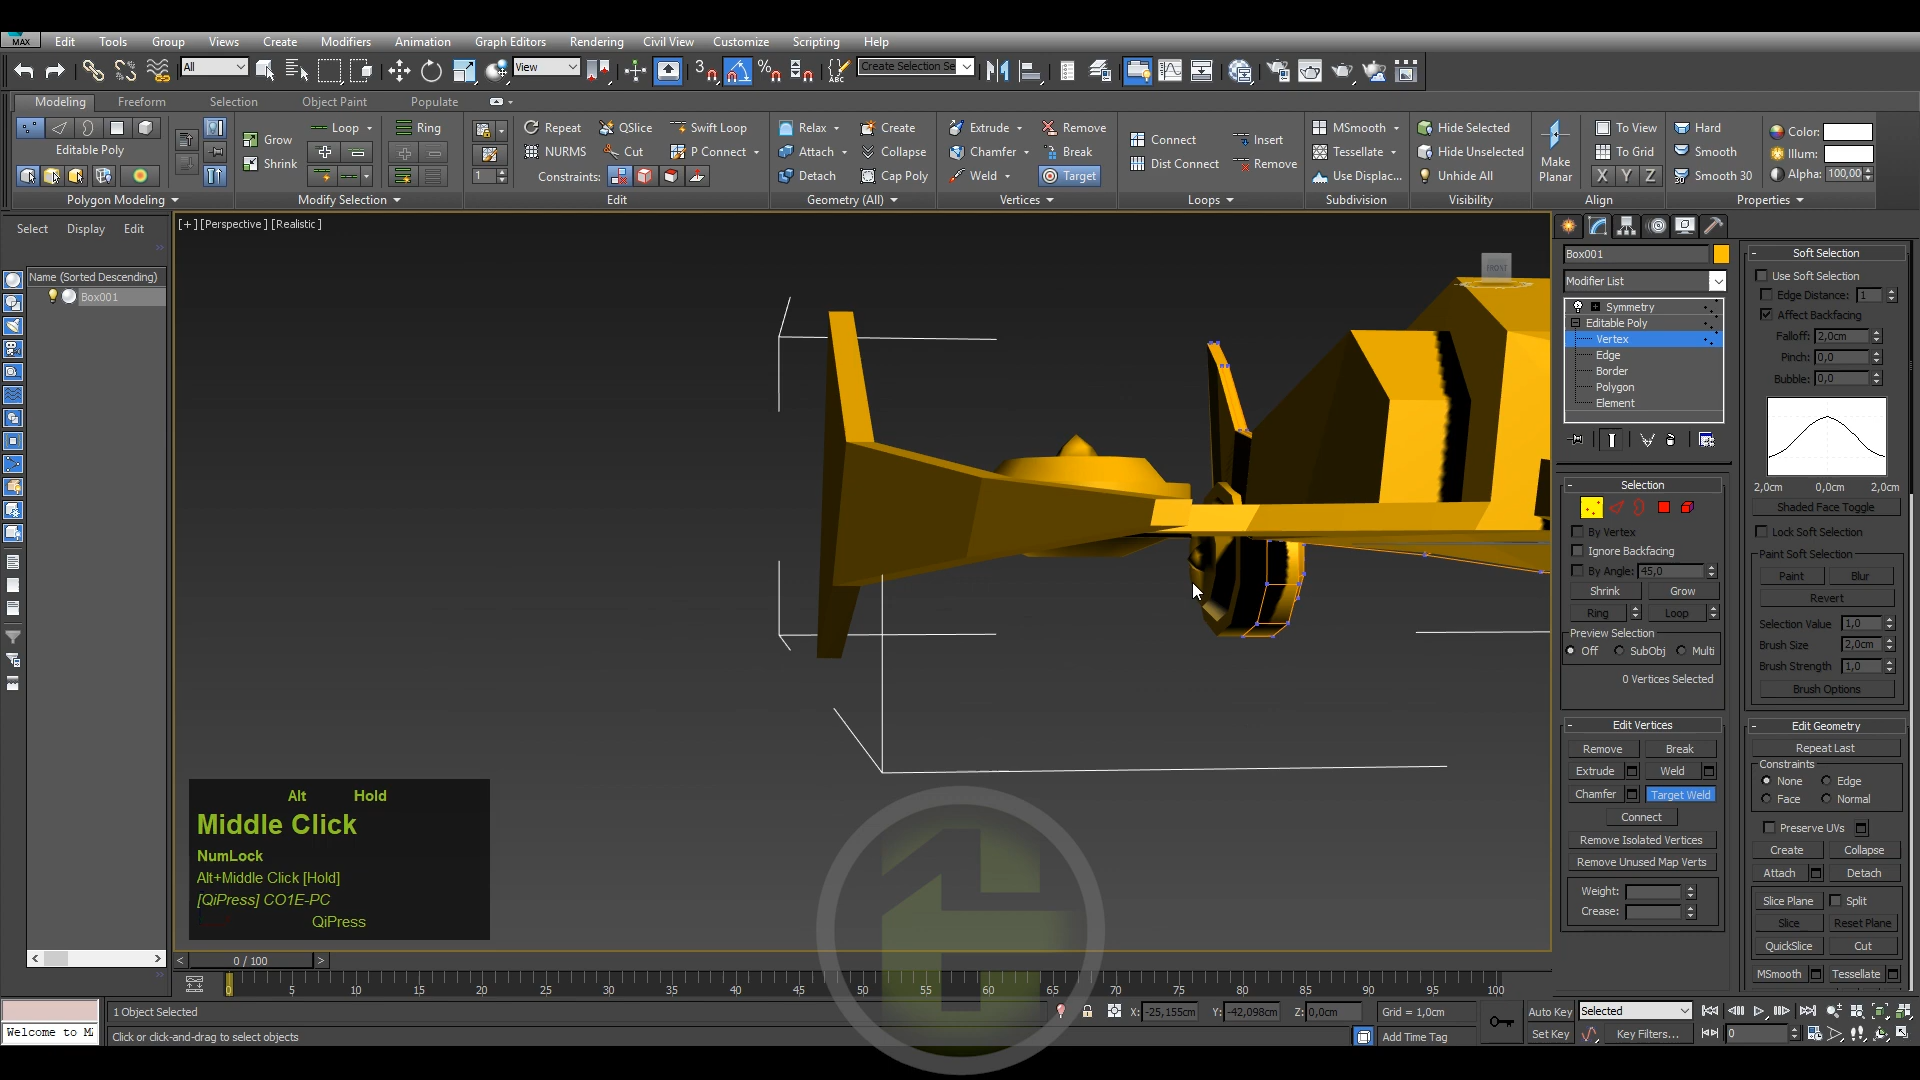 MAX Edit Tools Group Views Create Modifiers Animation Graph Editors Rendering Civil View Customize Scripting Help
All View 3 % ABC Create Selection Se
Modeling Freeform Selection Object Paint Populate
Grow Loop Ring Repeat QSlice Swift Loop Relax Create Extrude Remove Connect Insert MSmooth Hide Selected To View Hard Color:
Edit Poly
Editable Poly
Shrink NURMS Cut P Connect Attach Collapse Chamfer Break Dist Connect Remove Tessellate Hide Unselected Make Planar To Grid Smooth Illum:
1 Constraints: Detach Cap Poly Weld Target Use Displac... Unhide All X Y Z Smooth 30 Alpha: 100,00
Polygon Modeling Modify Selection Edit Geometry (All) Vertices Loops Subdivision Visibility Align Properties
Select Display Edit
[+] [Perspective ] [Realistic ]
Name (Sorted Descending)
Box001
FRONT
Box001
Modifier List
Symmetry
Editable Poly
Vertex
Edge
Border
Polygon
Element
Selection
By Vertex
Ignore Backfacing
By Angle: 45,0
Shrink Grow
Ring Loop
Preview Selection
Off SubObj Multi
0 Vertices Selected
Edit Vertices
Remove Break
Extrude Weld
Chamfer Target Weld
Connect
Remove Isolated Vertices
Remove Unused Map Verts
Weight:
Crease:
Soft Selection
Use Soft Selection
Edge Distance: 1
Affect Backfacing
Falloff: 2,0cm
Pinch: 0,0
Bubble: 0,0
2,0cm 0,0cm 2,0cm
Shaded Face Toggle
Lock Soft Selection
Paint Soft Selection
Paint Blur
Revert
Selection Value 1,0
Brush Size 2,0cm
Brush Strength 1,0
Brush Options
Edit Geometry
Repeat Last
Constraints
None Edge
Face Normal
Preserve UVs
Create Collapse
Attach Detach
Slice Plane Split
Slice Reset Plane
QuickSlice Cut
MSmooth Tessellate
Alt Hold
Middle Click
NumLock
Alt+Middle Click [Hold]
[QiPress] CO1E-PC
QiPress
< 0 / 100 >
0 5 10 15 20 25 30 35 40 45 50 55 60 65 70 75 80 85 90 95 100
1 Object Selected X: -25,155cm Y: -42,098cm Z: 0,0cm Grid = 1,0cm Auto Key Selected
Welcome to M Click or click-and-drag to select objects Add Time Tag Set Key Key Filters... 0